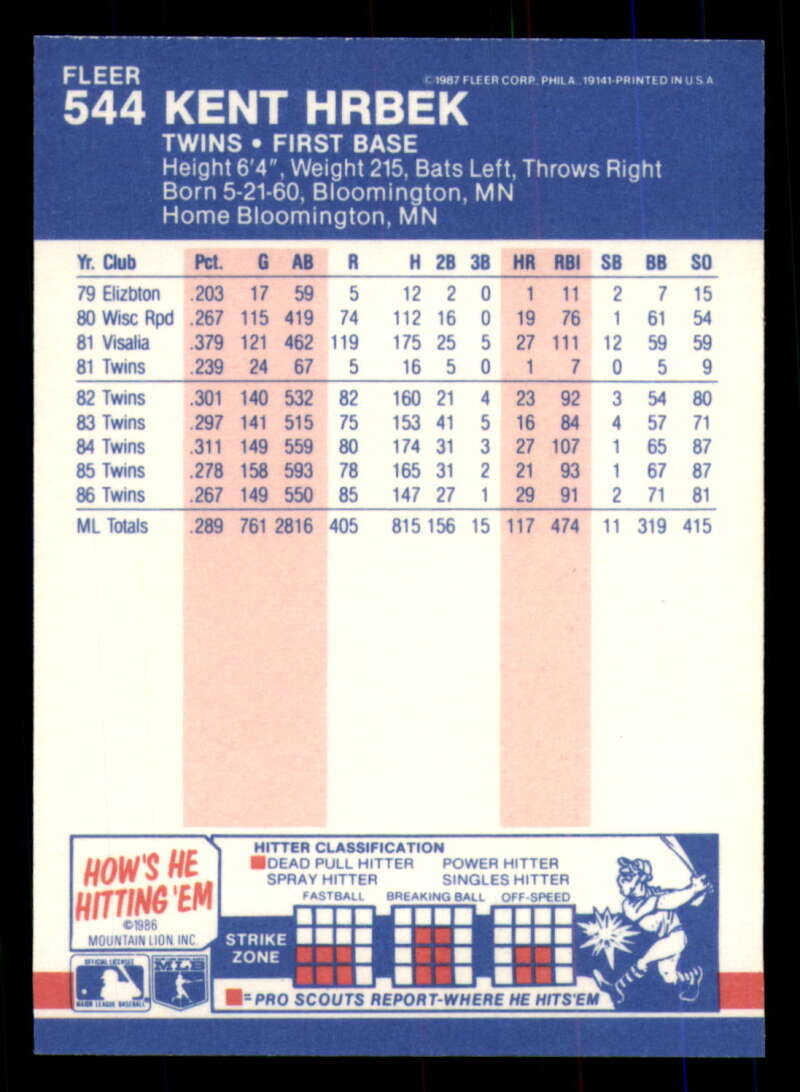 FLEER
©1987 FLEER CORP. PHILA., 19141-PRINTED IN U.S.A.
544 KENT HRBEK
TWINS • FIRST BASE
Height 6'4", Weight 215, Bats Left, Throws Right
Born 5-21-60, Bloomington, MN
Home Bloomington, MN
Yr. Club Pct. G AB R H 2B 3B HR RBI SB BB SO
79 Elizbton .203 17 59 5 12 2 0 1 11 2 7 15
80 Wisc Rpd .267 115 419 74 112 16 0 19 76 1 61 54
81 Visalia .379 121 462 119 175 25 5 27 111 12 59 59
81 Twins .239 24 67 5 16 5 0 1 7 0 5 9
82 Twins .301 140 532 82 160 21 4 23 92 3 54 80
83 Twins .297 141 515 75 153 41 5 16 84 4 57 71
84 Twins .311 149 559 80 174 31 3 27 107 1 65 87
85 Twins .278 158 593 78 165 31 2 21 93 1 67 87
86 Twins .267 149 550 85 147 27 1 29 91 2 71 81
ML Totals .289 761 2816 405 815 156 15 117 474 11 319 415
HOW'S HE
HITTING 'EM
©1986
MOUNTAIN LION, INC.
HITTER CLASSIFICATION
DEAD PULL HITTER POWER HITTER
SPRAY HITTER SINGLES HITTER
FASTBALL BREAKING BALL OFF-SPEED
STRIKE
ZONE
=PRO SCOUTS REPORT-WHERE HE HITS'EM
OFFICIAL LICENSEE
MAJOR LEAGUE BASEBALL
MLB